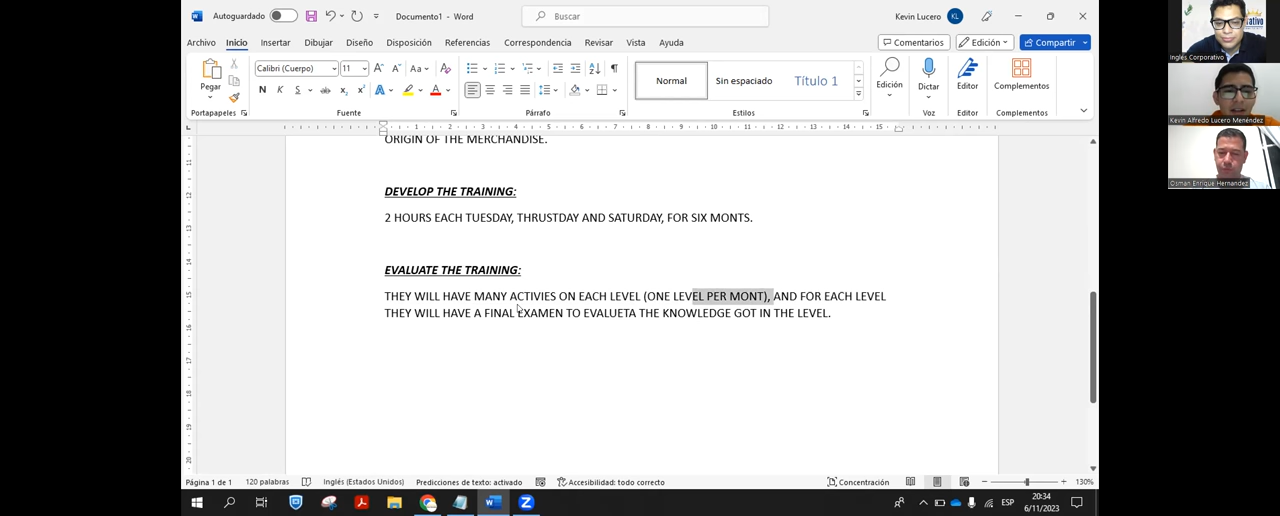 Autoguardado
Documento1 - Word
Buscar
Kevin Lucero
KL
Archivo Inicio Insertar Dibujar Diseño Disposición Referencias Correspondencia Revisar Vista Ayuda
Comentarios Edición Compartir
Pegar
Calibri (Cuerpo) 11
Normal Sin espaciado Título 1
Edición Dictar Editor Complementos
Portapapeles Fuente Estilos Voz Editor Complementos
ORIGIN OF THE MERCHANDISE.
DEVELOP THE TRAINING:
2 HOURS EACH TUESDAY, THRUSTDAY AND SATURDAY, FOR SIX MONTS.
EVALUATE THE TRAINING:
THEY WILL HAVE MANY ACTIVIES ON EACH LEVEL (ONE LEVEL PER MONT), AND FOR EACH LEVEL
THEY WILL HAVE A FINAL EXAMEN TO EVALUETA THE KNOWLEDGE GOT IN THE LEVEL.
Página 1 de 1 120 palabras Inglés (Estados Unidos) Predicciones de texto: activado Accesibilidad: todo correcto Concentración 130%
ESP
20:34
6/11/2023
Inglés Corporativo
Kevin Alfredo Lucero Menéndez
Osman Enrique Hernandez